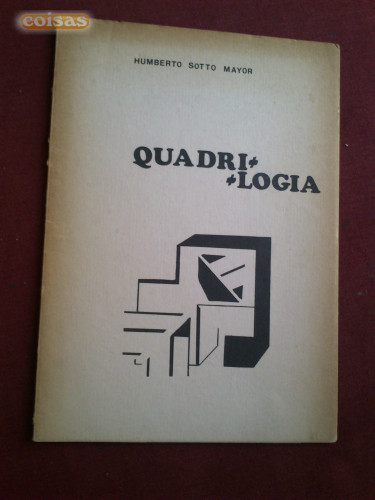 coisas
HUMBERTO SOTTO MAYOR
QUADRI
LOGIA